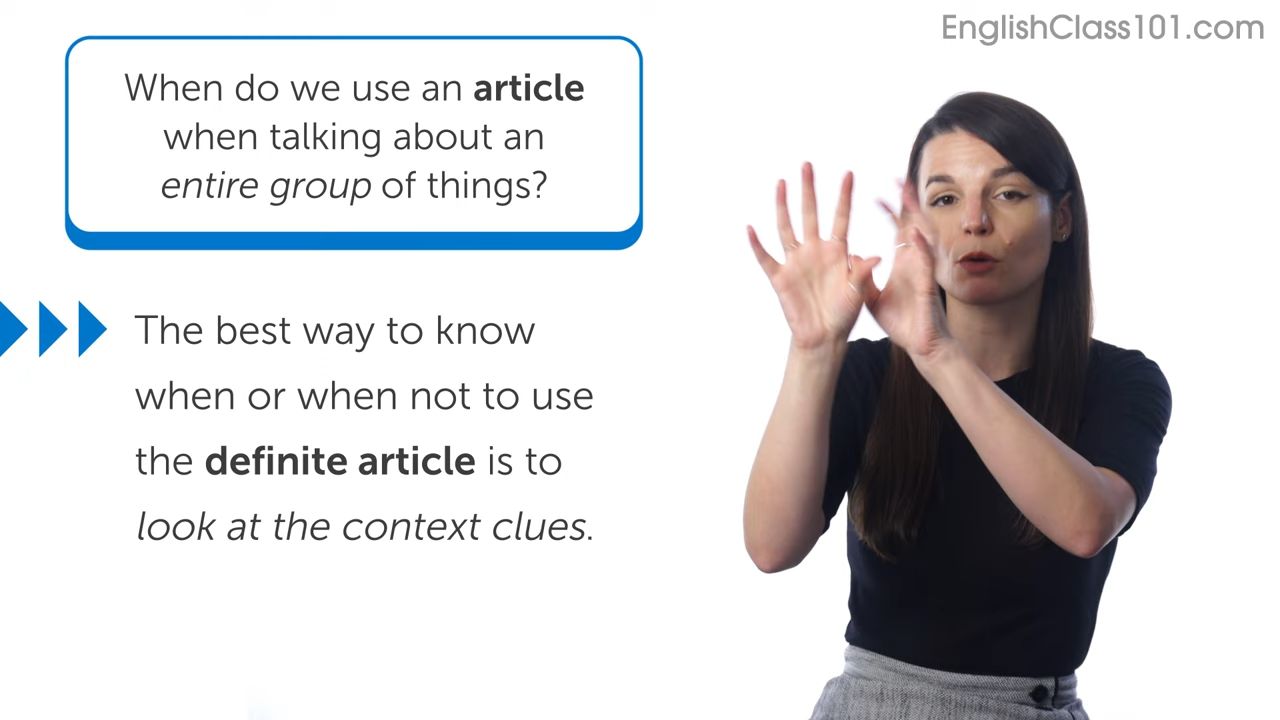 EnglishClass101.com
When do we use an article
when talking about an
entire group of things?
The best way to know
when or when not to use
the definite article is to
look at the context clues.